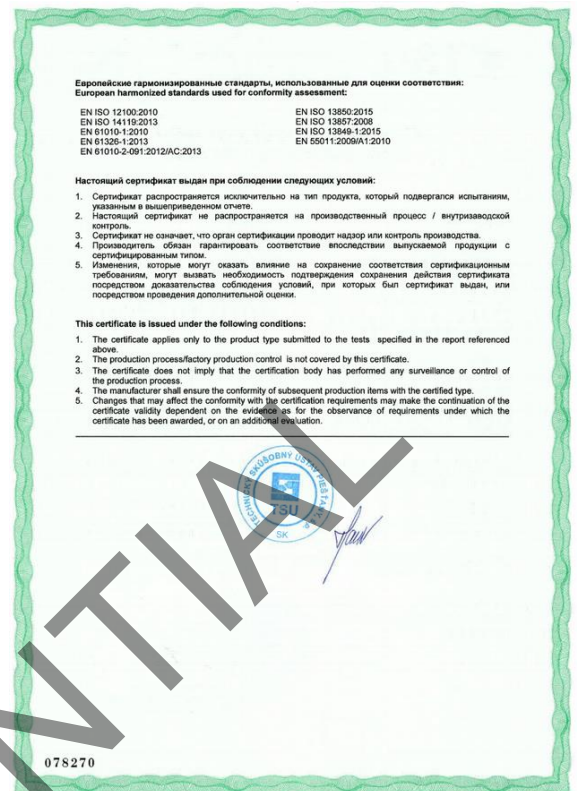 Европейские гармонизированные стандарты, использованные для оценки соответствия:
European harmonized standards used for conformity assessment:
EN ISO 12100:2010
EN ISO 14119:2013
EN 61010-1:2010
EN 61326-1:2013
EN 61010-2-091:2012/AC:2013
EN ISO 13850:2015
EN ISO 13857:2008
EN ISO 13849-1:2015
EN 55011:2009/A1:2010
Настоящий сертификат выдан при соблюдении следующих условий:
1. Сертификат распространяется исключительно на тип продукта, который подвергался испытаниям,
указанным в вышеприведенном отчете.
2. Настоящий сертификат не распространяется на производственный процесс / внутризаводской
контроль.
3. Сертификат не означает, что орган сертификации проводит надзор или контроль производства.
4. Производитель обязан гарантировать соответствие впоследствии выпускаемой продукции с
сертифицированным типом.
5. Изменения, которые могут оказать влияние на сохранение соответствия сертификационным
требованиям, могут вызвать необходимость подтверждения сохранения действия сертификата
посредством доказательства соблюдения условий, при которых был сертификат выдан, или
посредством проведения дополнительной оценки.
This certificate is issued under the following conditions:
1. The certificate applies only to the product type submitted to the tests specified in the report referenced
above.
2. The production process/factory production control is not covered by this certificate.
3. The certificate does not imply that the certification body has performed any surveillance or control of
the production process.
4. The manufacturer shall ensure the conformity of subsequent production items with the certified type.
5. Changes that may affect the conformity with the certification requirements may make the continuation of the
certificate validity dependent on the evidence as for the observance of requirements under which the
certificate has been awarded, or on an additional evaluation.
TECHNICKÝ SKÚŠOBNÝ ÚSTAV PIEŠŤANY
TSU
SK
NTIAL
078270